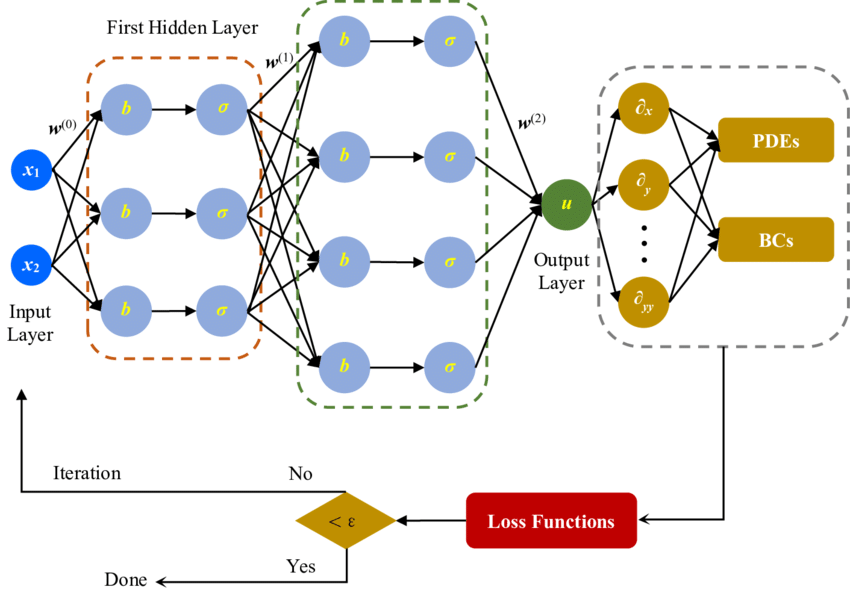 First Hidden Layer
w(0)
w(1)
w(2)
x1
x2
Input
Layer
b
σ
b
σ
b
σ
b
σ
b
σ
b
σ
b
σ
u
Output
Layer
∂x
∂y
∂yy
PDEs
BCs
Iteration
No
< ε
Loss Functions
Yes
Done